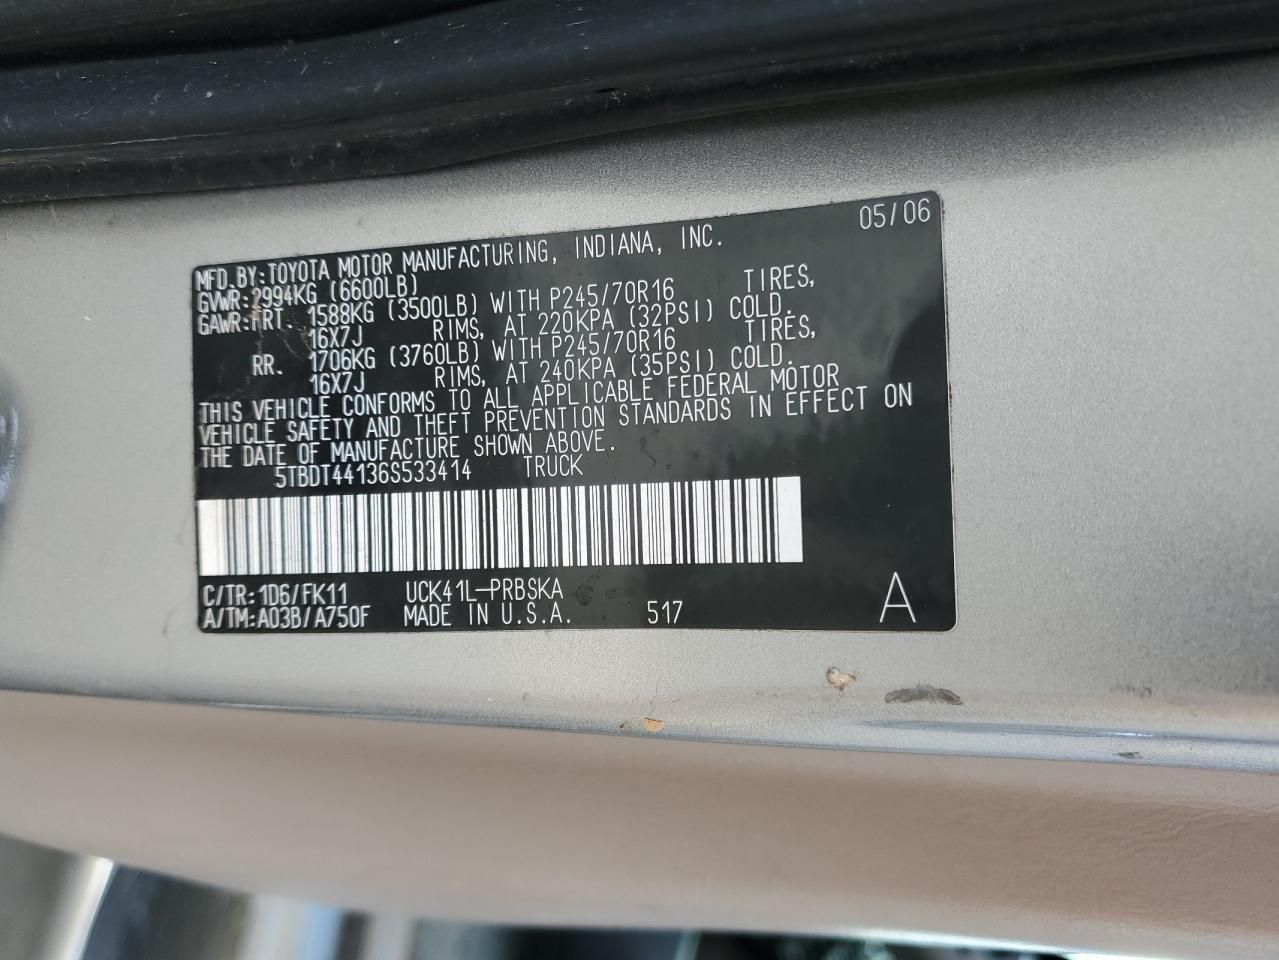 05/06
MFD.BY:TOYOTA MOTOR MANUFACTURING, INDIANA, INC.
GVWR:2994KG (6600LB)
GAWR:FRT. 1588KG (3500LB) WITH P245/70R16 TIRES,
16X7J RIMS, AT 220KPA (32PSI) COLD.
RR. 1706KG (3760LB) WITH P245/70R16 TIRES,
16X7J RIMS, AT 240KPA (35PSI) COLD.
THIS VEHICLE CONFORMS TO ALL APPLICABLE FEDERAL MOTOR
VEHICLE SAFETY AND THEFT PREVENTION STANDARDS IN EFFECT ON
THE DATE OF MANUFACTURE SHOWN ABOVE.
5TBDT44136S533414 TRUCK
C/TR:1D6/FK11 UCK41L-PRBSKA
A/TM:A03B/A750F MADE IN U.S.A. 517 A